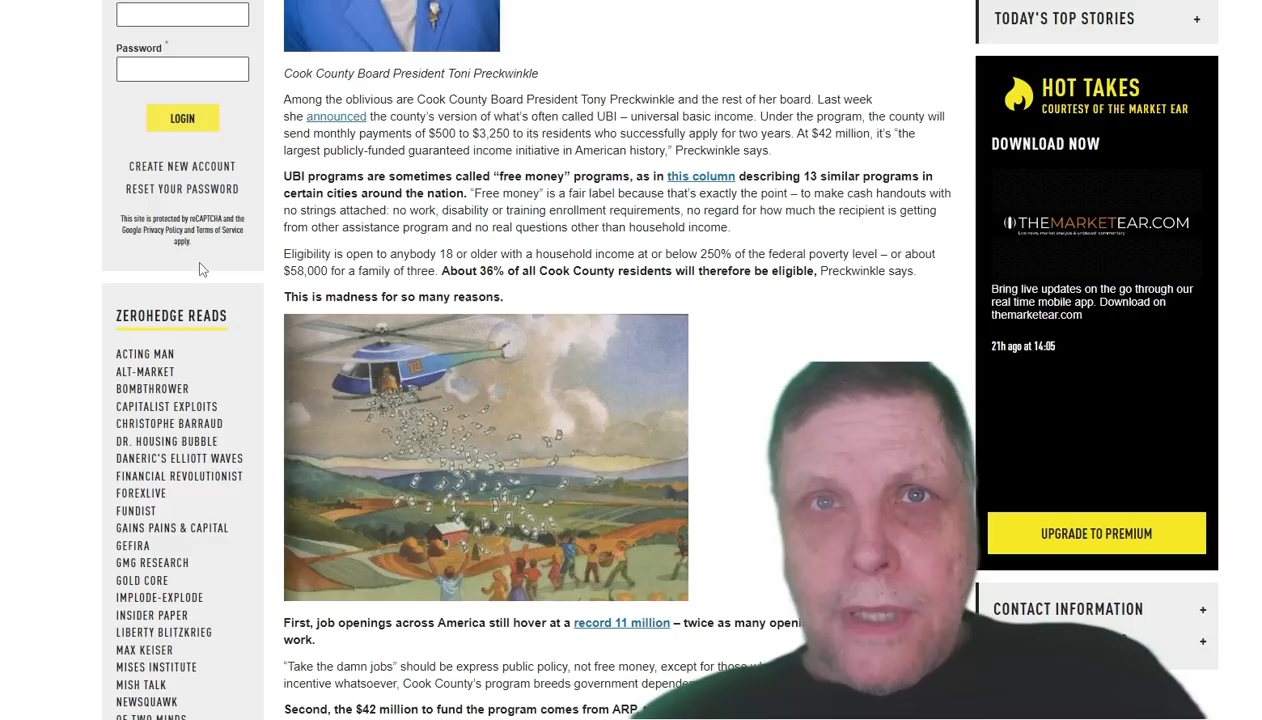 Password *
LOGIN
CREATE NEW ACCOUNT
RESET YOUR PASSWORD
This site is protected by reCAPTCHA and the
Google Privacy Policy and Terms of Service
apply.
ZEROHEDGE READS
ACTING MAN
ALT-MARKET
BOMBTHROWER
CAPITALIST EXPLOITS
CHRISTOPHE BARRAUD
DR. HOUSING BUBBLE
DANERIC'S ELLIOTT WAVES
FINANCIAL REVOLUTIONIST
FOREXLIVE
FUNDIST
GAINS PAINS & CAPITAL
GEFIRA
GMG RESEARCH
GOLD CORE
IMPLODE-EXPLODE
INSIDER PAPER
LIBERTY BLITZKRIEG
MAX KEISER
MISES INSTITUTE
MISH TALK
NEWSQUAWK
OF TWO MINDS
Cook County Board President Toni Preckwinkle
Among the oblivious are Cook County Board President Tony Preckwinkle and the rest of her board. Last week
she announced the county's version of what's often called UBI – universal basic income. Under the program, the county will
send monthly payments of $500 to $3,250 to its residents who successfully apply for two years. At $42 million, it's “the
largest publicly-funded guaranteed income initiative in American history,” Preckwinkle says.
UBI programs are sometimes called “free money” programs, as in this column describing 13 similar programs in
certain cities around the nation. “Free money” is a fair label because that's exactly the point – to make cash handouts with
no strings attached: no work, disability or training enrollment requirements, no regard for how much the recipient is getting
from other assistance program and no real questions other than household income.
Eligibility is open to anybody 18 or older with a household income at or below 250% of the federal poverty level – or about
$58,000 for a family of three. About 36% of all Cook County residents will therefore be eligible, Preckwinkle says.
This is madness for so many reasons.
First, job openings across America still hover at a record 11 million – twice as many open
work.
“Take the damn jobs” should be express public policy, not free money, except for those
incentive whatsoever, Cook County's program breeds government
Second, the $42 million to fund the program comes from ARP
TODAY'S TOP STORIES +
HOT TAKES
COURTESY OF THE MARKET EAR
DOWNLOAD NOW
THEMARKETEAR.COM
Bring live updates on the go through our
real time mobile app. Download on
themarketear.com
21h ago at 14:05
UPGRADE TO PREMIUM
CONTACT INFORMATION +
+